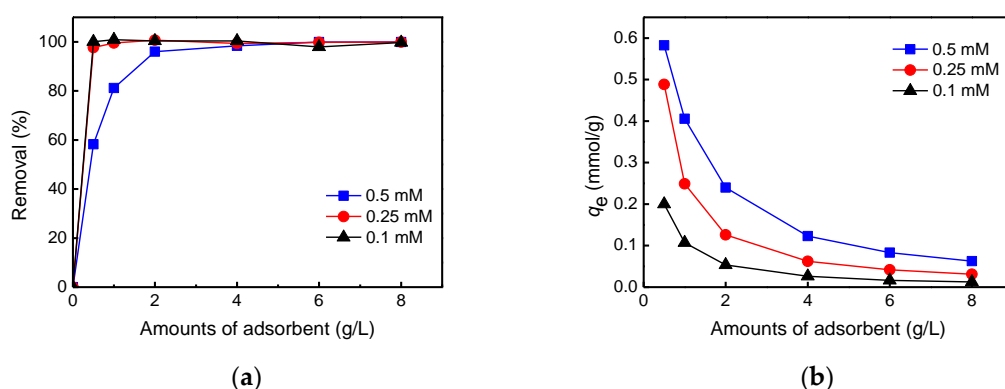 100
80
60
40
20
0
Removal (%)
0.5 mM
0.25 mM
0.1 mM
0 2 4 6 8
Amounts of adsorbent (g/L)
(a)
0.6
0.5
0.4
0.3
0.2
0.1
0.0
qe (mmol/g)
0.5 mM
0.25 mM
0.1 mM
0 2 4 6 8
Amounts of adsorbent (g/L)
(b)